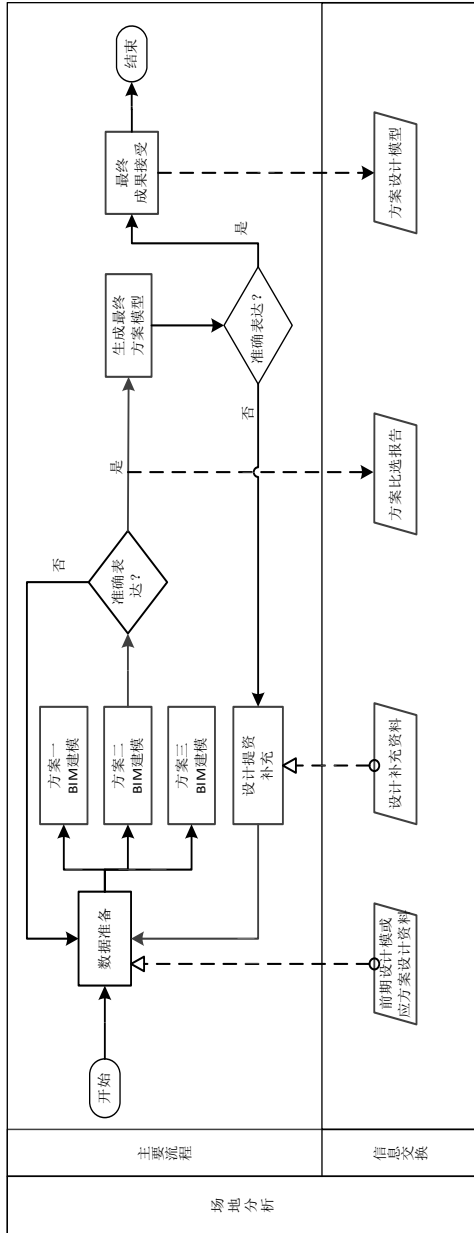 场地分析
主要流程
信息交换
开始
数据准备
方案一
BIM建模
方案二
BIM建模
方案三
BIM建模
设计提资
补充
准确表
达?
否
是
生成最终
方案模型
准确表达?
否
是
最终
成果接受
结束
前期设计模或
应方案设计资料
设计补充资料
方案比选报告
方案设计模型